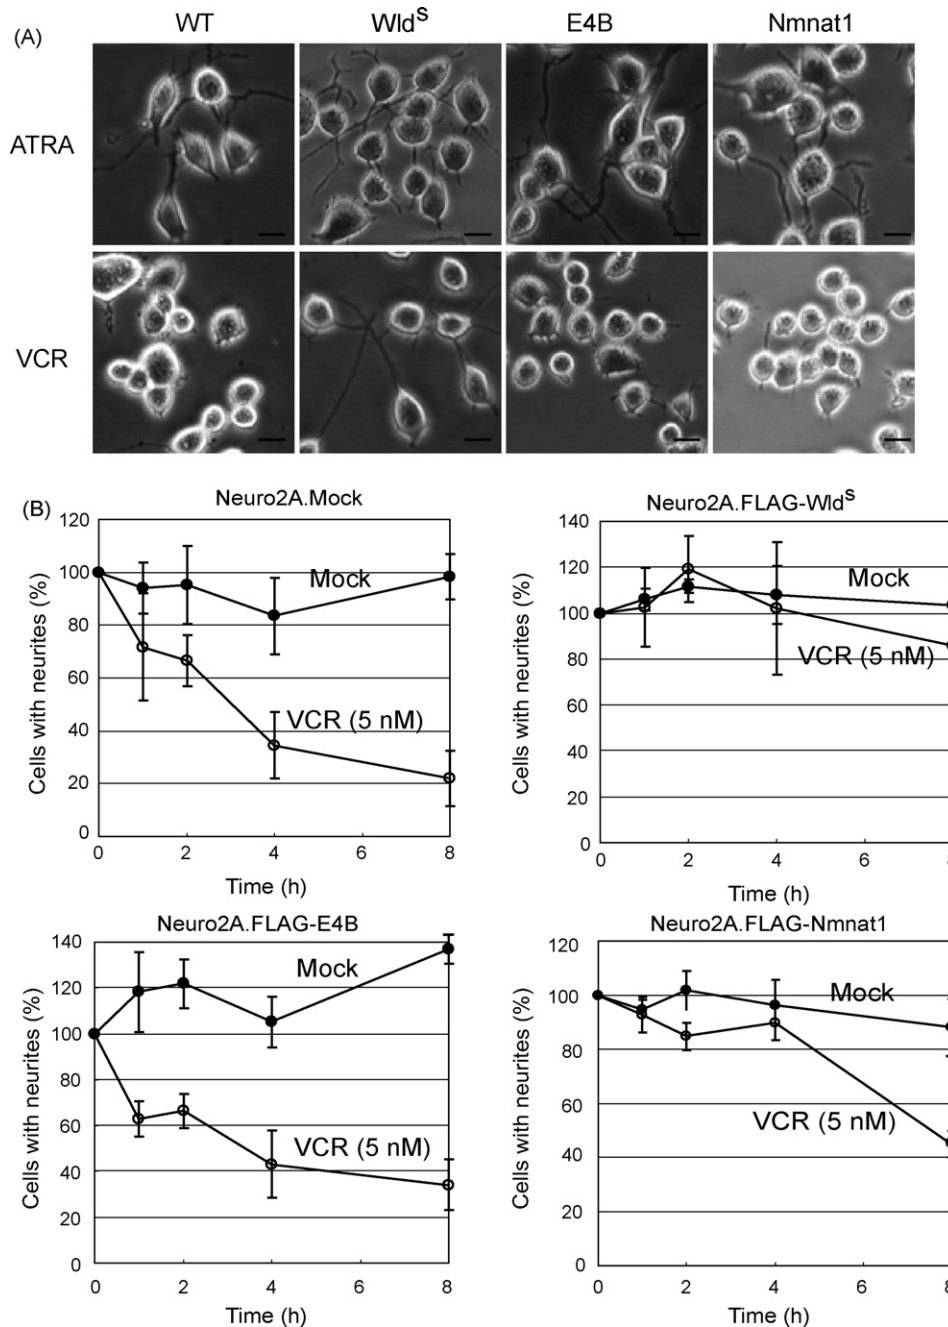 (A)
WT Wldˢ E4B Nmnat1
ATRA
VCR
(B)
Neuro2A.Mock
120
100
80
60
40
20
0
0 2 4 6 8
Cells with neurites (%)
Time (h)
Mock
VCR (5 nM)
Neuro2A.FLAG-Wldˢ
140
120
100
80
60
40
20
0
0 2 4 6 8
Cells with neurites (%)
Time (h)
Mock
VCR (5 nM)
Neuro2A.FLAG-E4B
140
120
100
80
60
40
20
0
0 2 4 6 8
Cells with neurites (%)
Time (h)
Mock
VCR (5 nM)
Neuro2A.FLAG-Nmnat1
120
100
80
60
40
20
0
0 2 4 6 8
Cells with neurites (%)
Time (h)
Mock
VCR (5 nM)